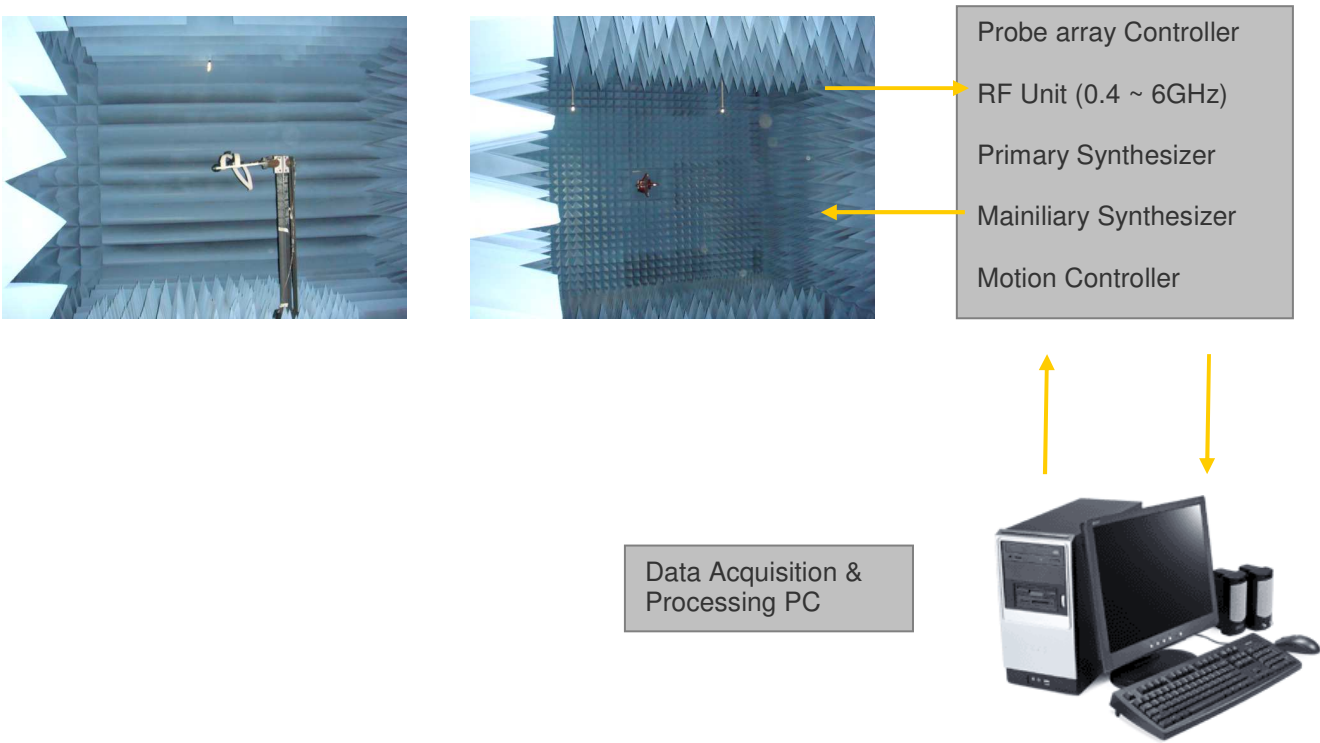 Probe array Controller
RF Unit (0.4 ~ 6GHz)
Primary Synthesizer
Mainiliary Synthesizer
Motion Controller
Data Acquisition &
Processing PC